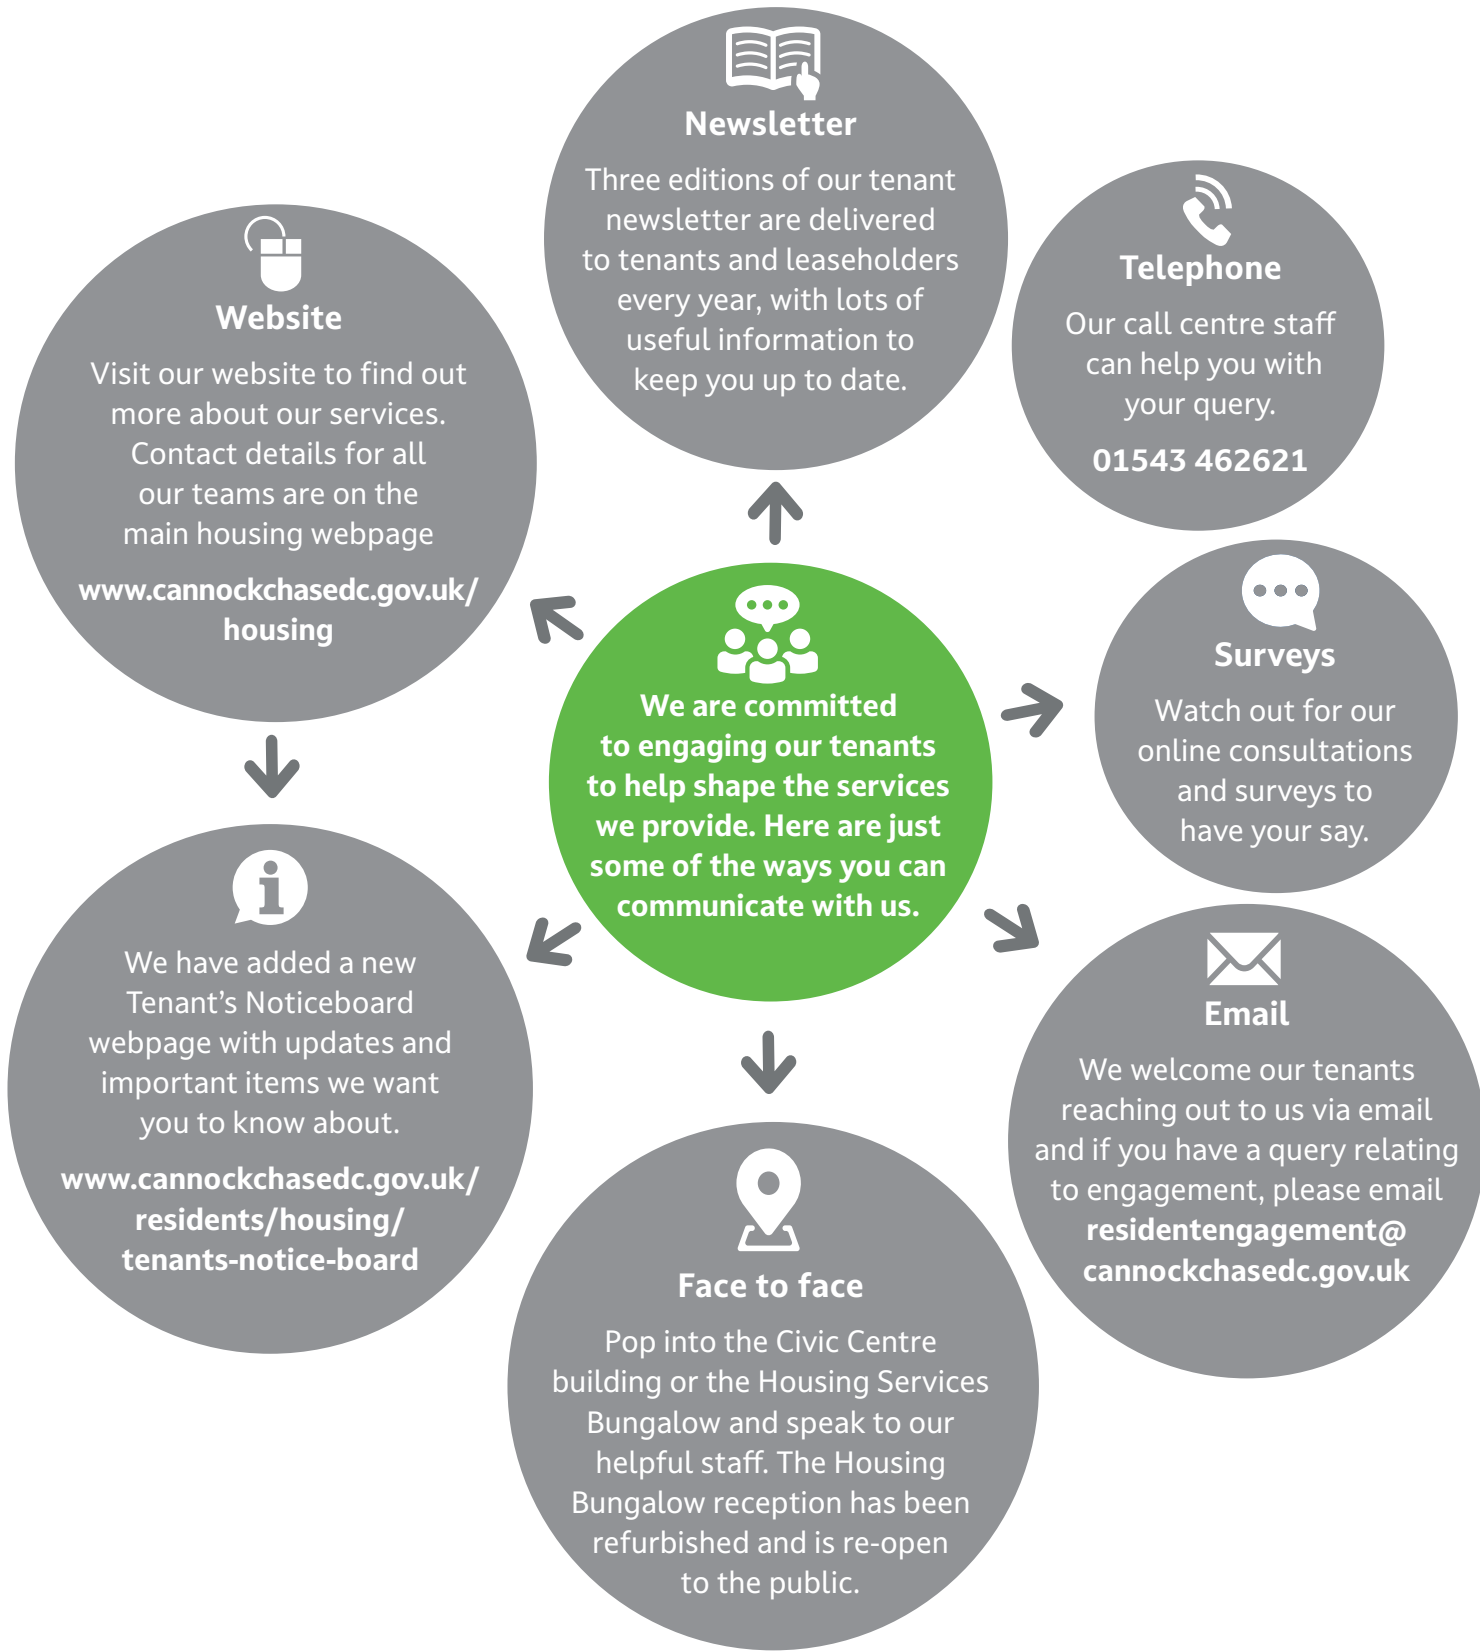 Newsletter
Three editions of our tenant
newsletter are delivered
to tenants and leaseholders
every year, with lots of
useful information to
keep you up to date.
Telephone
Our call centre staff
can help you with
your query.
01543 462621
Website
Visit our website to find out
more about our services.
Contact details for all
our teams are on the
main housing webpage
www.cannockchasedc.gov.uk/
housing
We are committed
to engaging our tenants
to help shape the services
we provide. Here are just
some of the ways you can
communicate with us.
Surveys
Watch out for our
online consultations
and surveys to
have your say.
We have added a new
Tenant’s Noticeboard
webpage with updates and
important items we want
you to know about.
www.cannockchasedc.gov.uk/
residents/housing/
tenants-notice-board
Email
We welcome our tenants
reaching out to us via email
and if you have a query relating
to engagement, please email
residentengagement@
cannockchasedc.gov.uk
Face to face
Pop into the Civic Centre
building or the Housing Services
Bungalow and speak to our
helpful staff. The Housing
Bungalow reception has been
refurbished and is re-open
to the public.